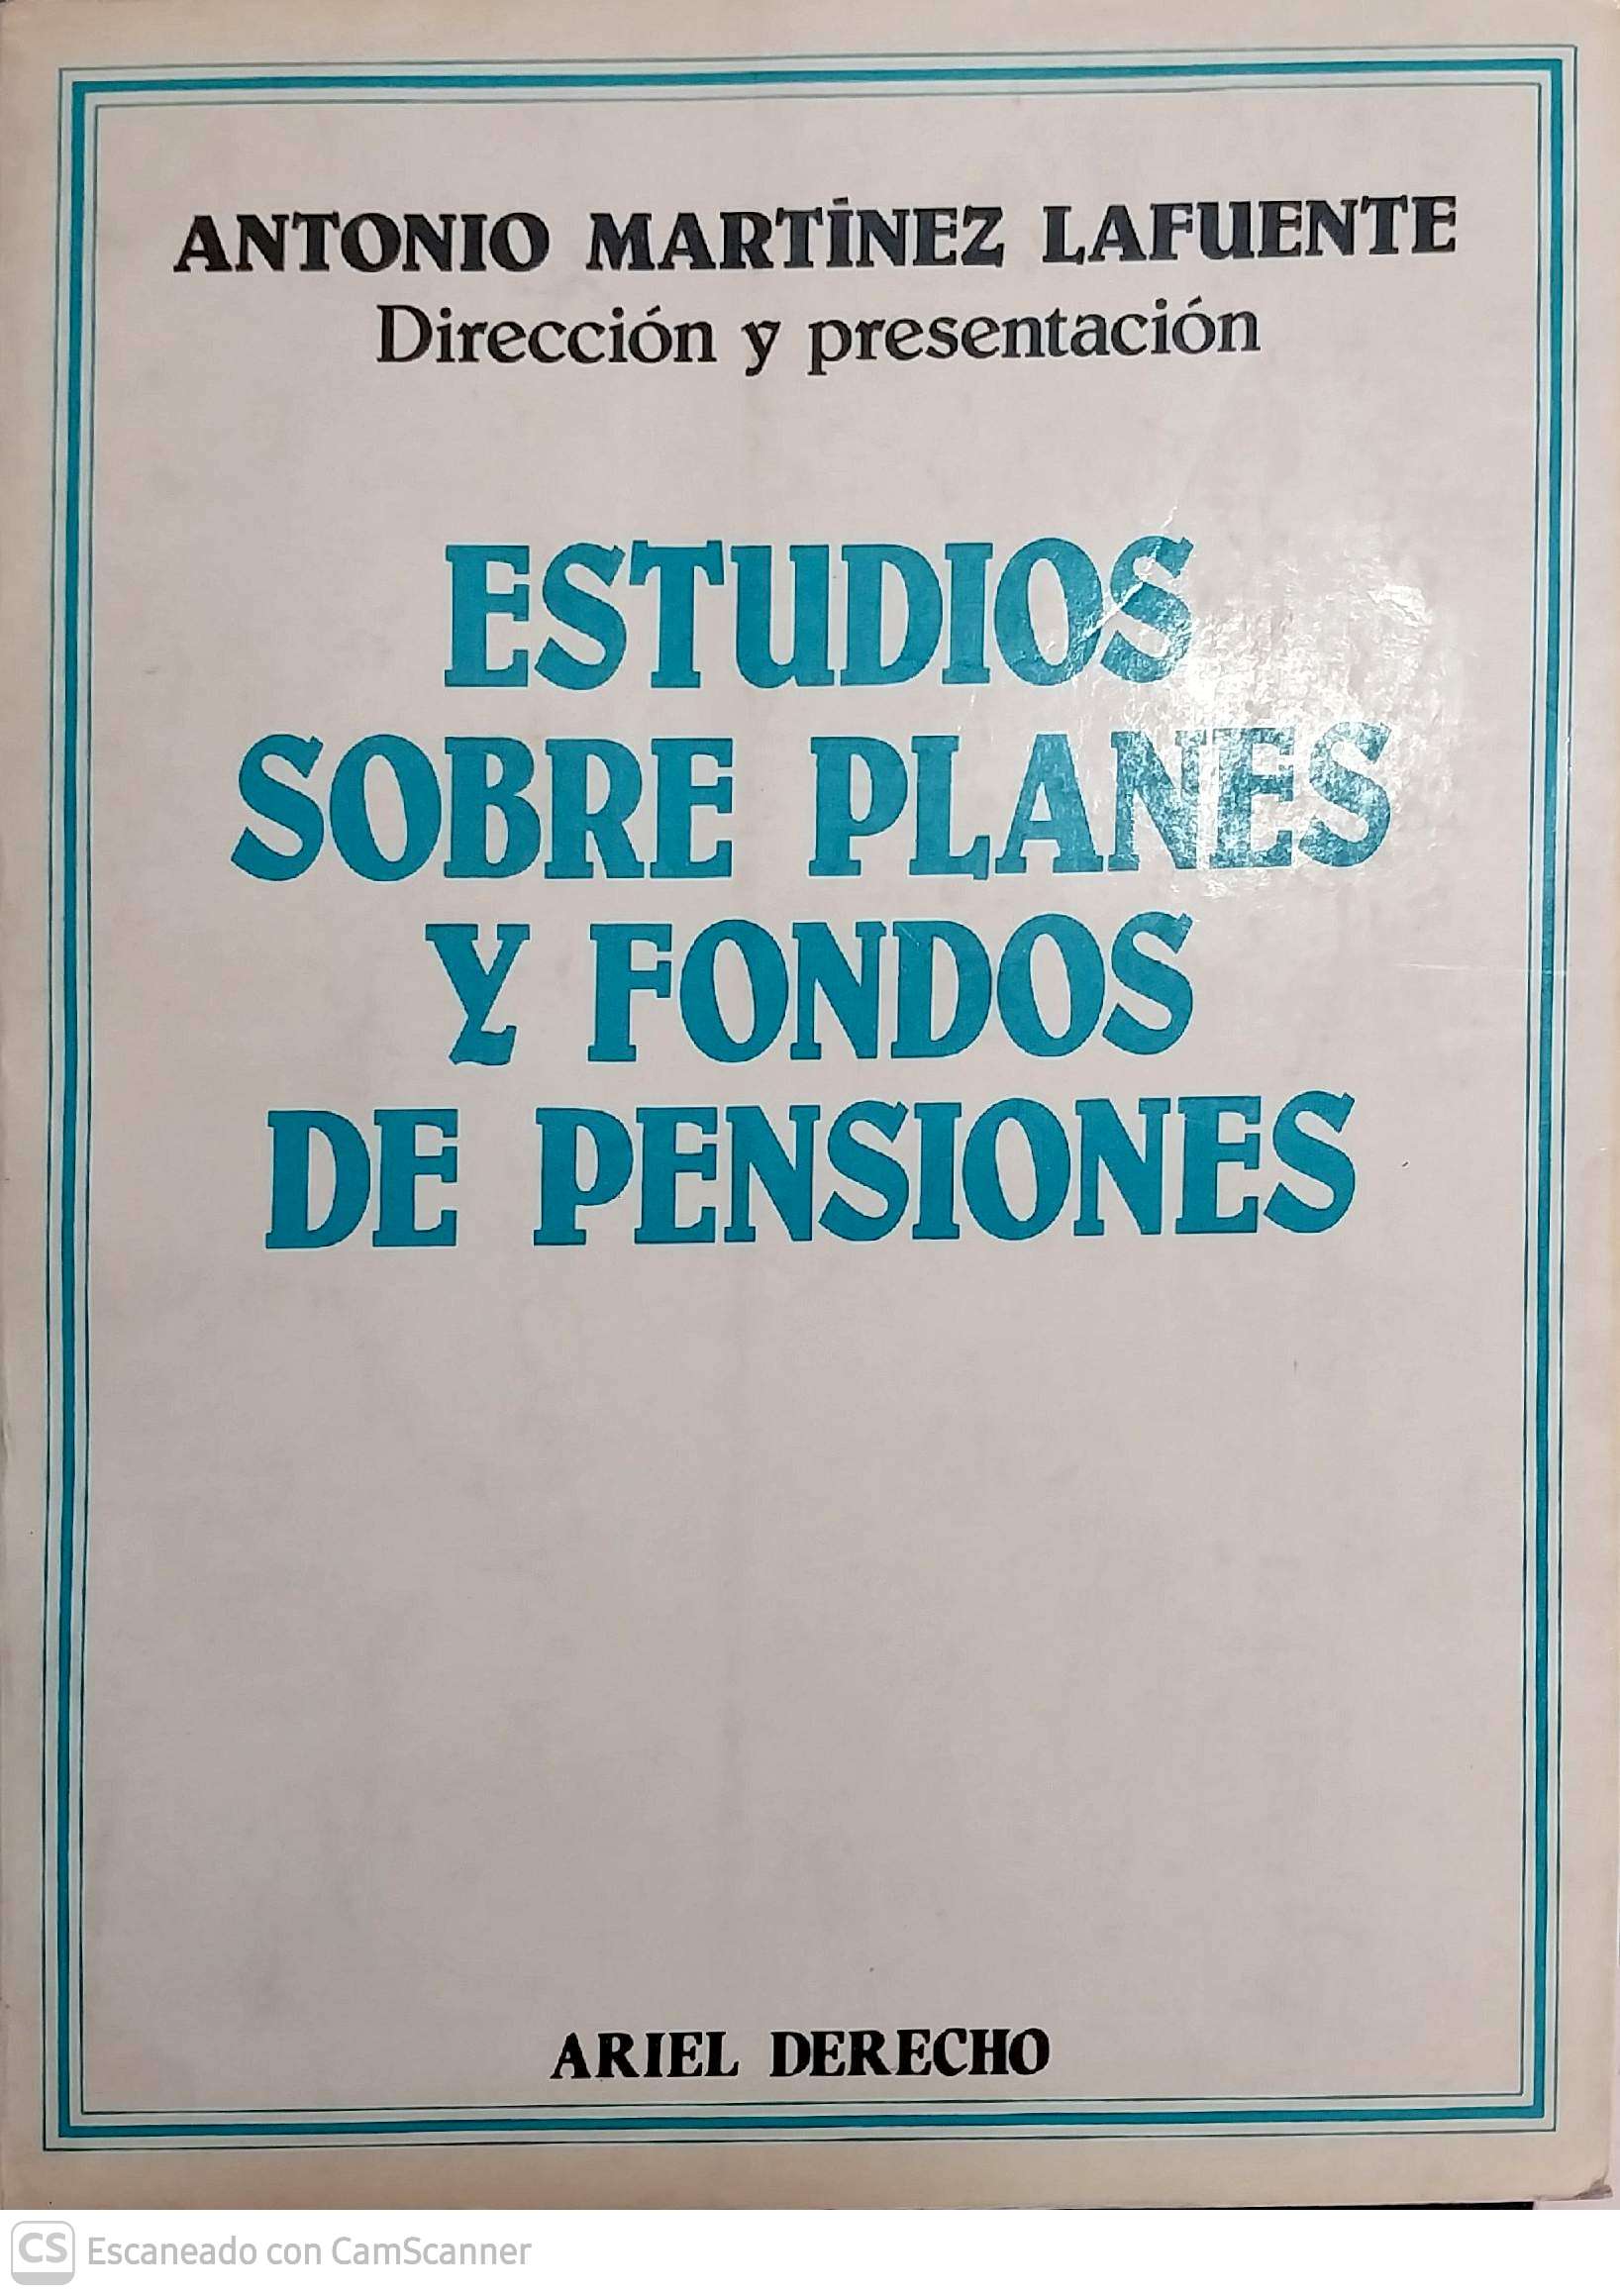 ANTONIO MARTÍNEZ LAFUENTE
Dirección y presentación
ESTUDIOS
SOBRE PLANES
Y FONDOS
DE PENSIONES
ARIEL DERECHO
CS Escaneado con CamScanner